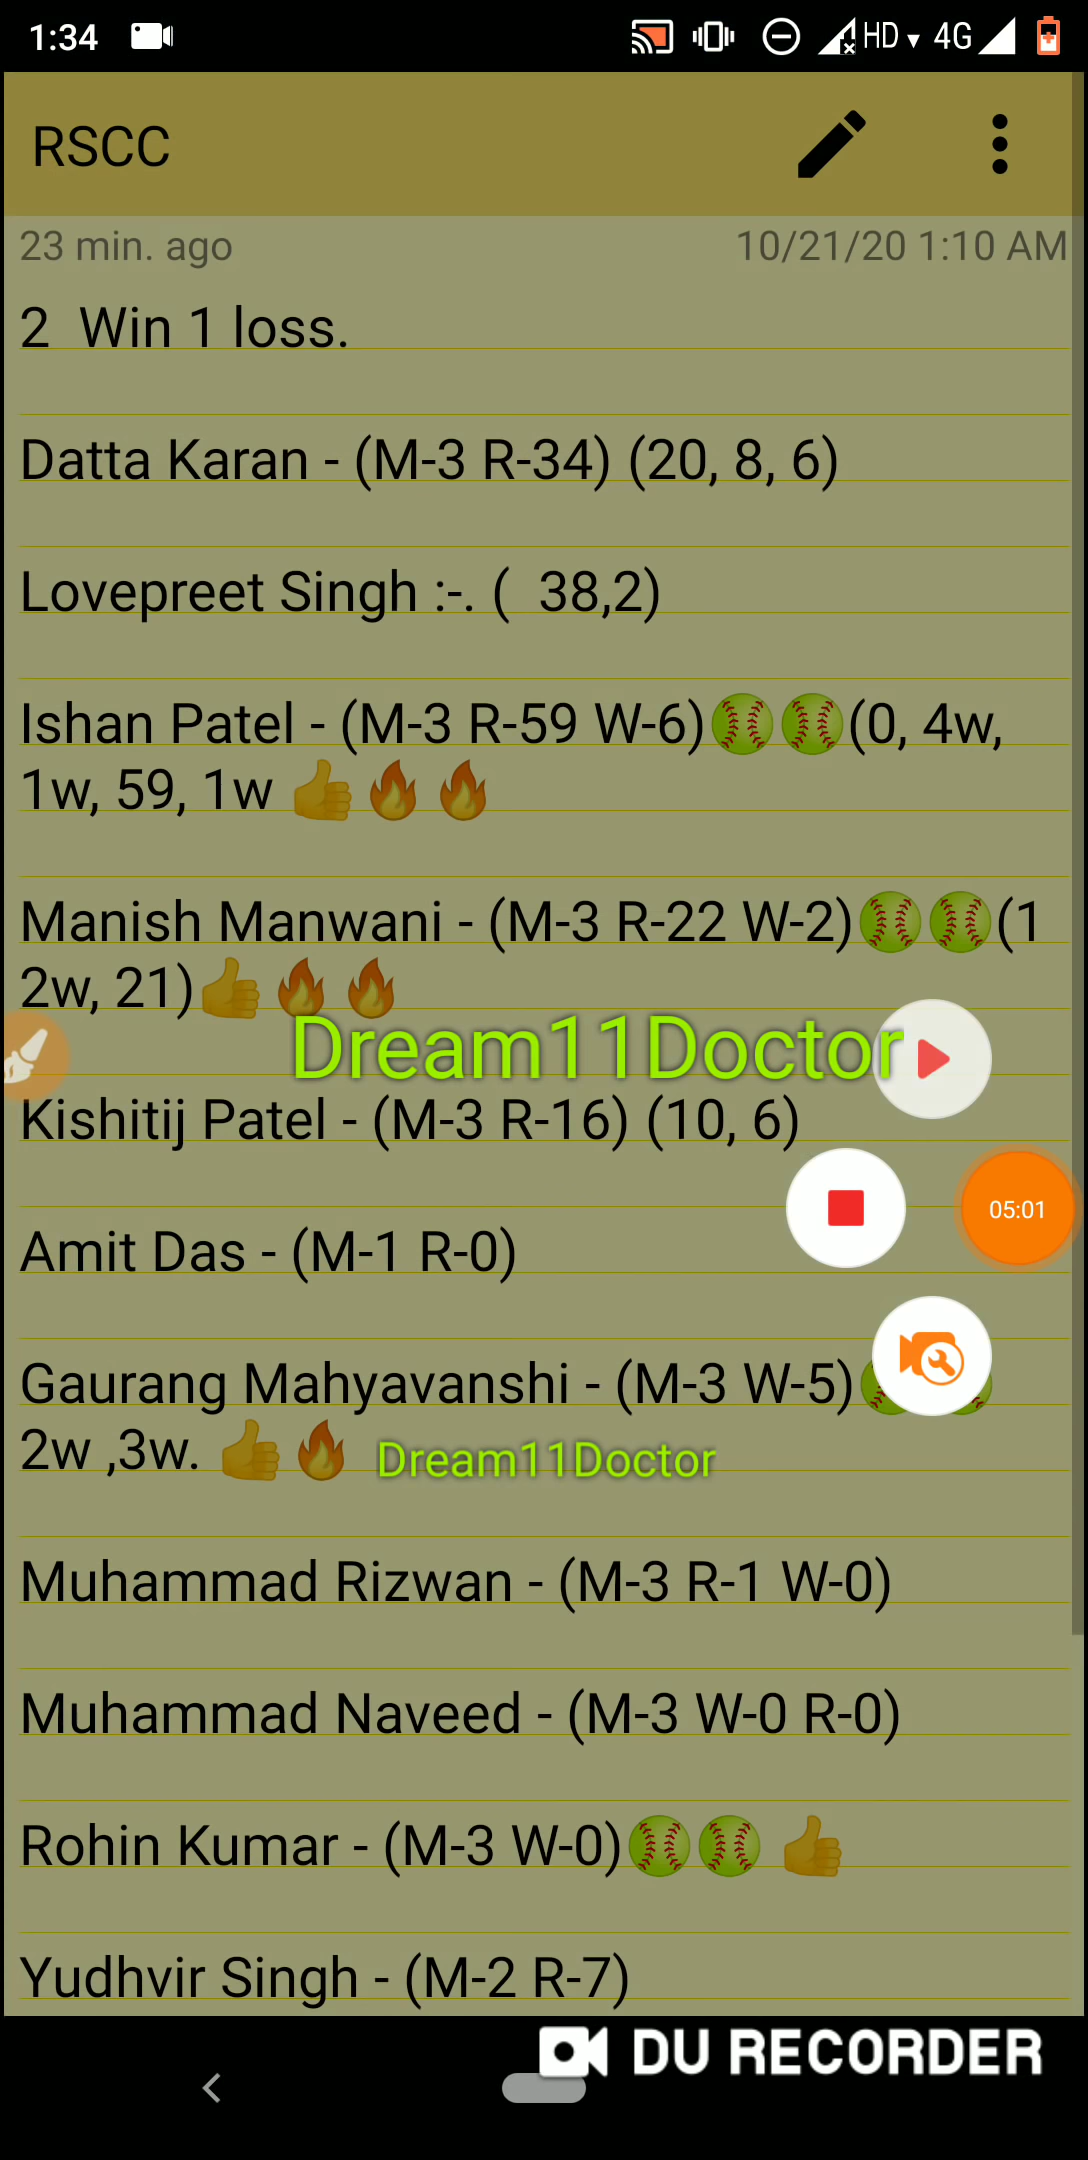 1:34 HD 4G
RSCC
23 min. ago 10/21/20 1:10 AM
2 Win 1 loss.
Datta Karan - (M-3 R-34) (20, 8, 6)
Lovepreet Singh :-. ( 38,2)
Ishan Patel - (M-3 R-59 W-6)🥎🥎(0, 4w,
1w, 59, 1w 👍🔥🔥
Manish Manwani - (M-3 R-22 W-2)🥎🥎(1
2w, 21)👍🔥🔥
Dream11Doctor
Kishitij Patel - (M-3 R-16) (10, 6)
05:01
Amit Das - (M-1 R-0)
Gaurang Mahyavanshi - (M-3 W-5)🥎🥎
2w ,3w. 👍🔥 Dream11Doctor
Muhammad Rizwan - (M-3 R-1 W-0)
Muhammad Naveed - (M-3 W-0 R-0)
Rohin Kumar - (M-3 W-0)🥎🥎 👍
Yudhvir Singh - (M-2 R-7)
DU RECORDER